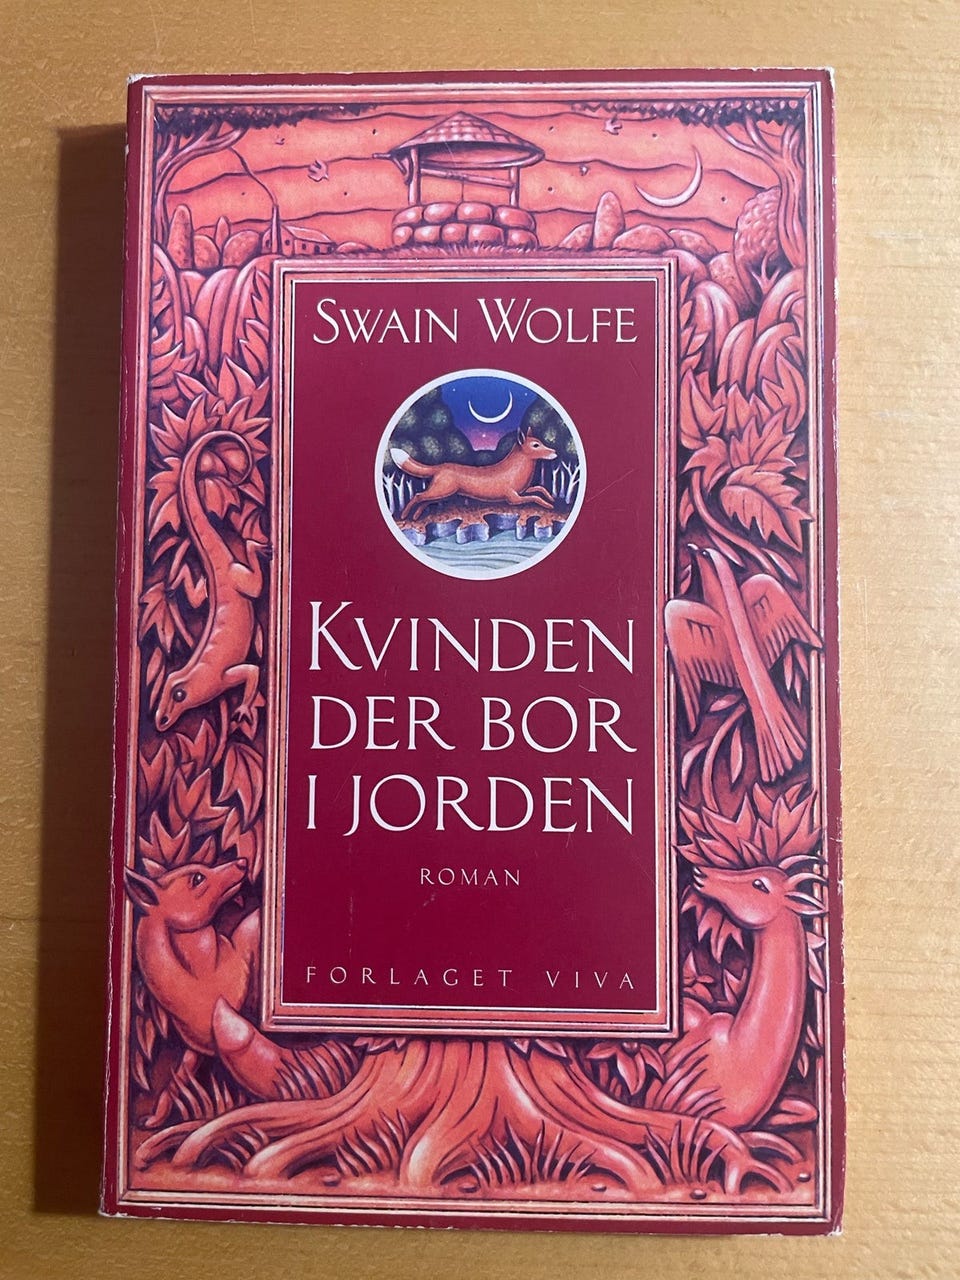 SWAIN WOLFE
KVINDEN
DER BOR
I JORDEN
ROMAN
FORLAGET VIVA